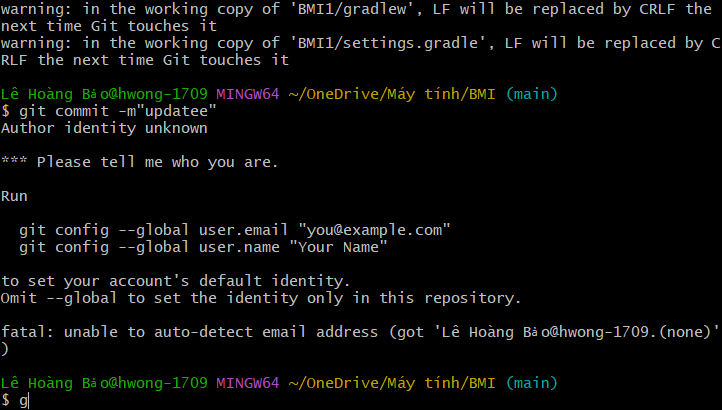 warning: in the working copy of 'BMI1/gradlew', LF will be replaced by CRLF the
next time Git touches it
warning: in the working copy of 'BMI1/settings.gradle', LF will be replaced by C
RLF the next time Git touches it
Lê Hoàng Bảo@hwong-1709 MINGW64 ~/OneDrive/Máy tính/BMI (main)
$ git commit -m"updatee"
Author identity unknown
*** Please tell me who you are.
Run
git config --global user.email "you@example.com"
git config --global user.name "Your Name"
to set your account's default identity.
Omit --global to set the identity only in this repository.
fatal: unable to auto-detect email address (got 'Lê Hoàng Bảo@hwong-1709.(none)'
)
Lê Hoàng Bảo@hwong-1709 MINGW64 ~/OneDrive/Máy tính/BMI (main)
$ g